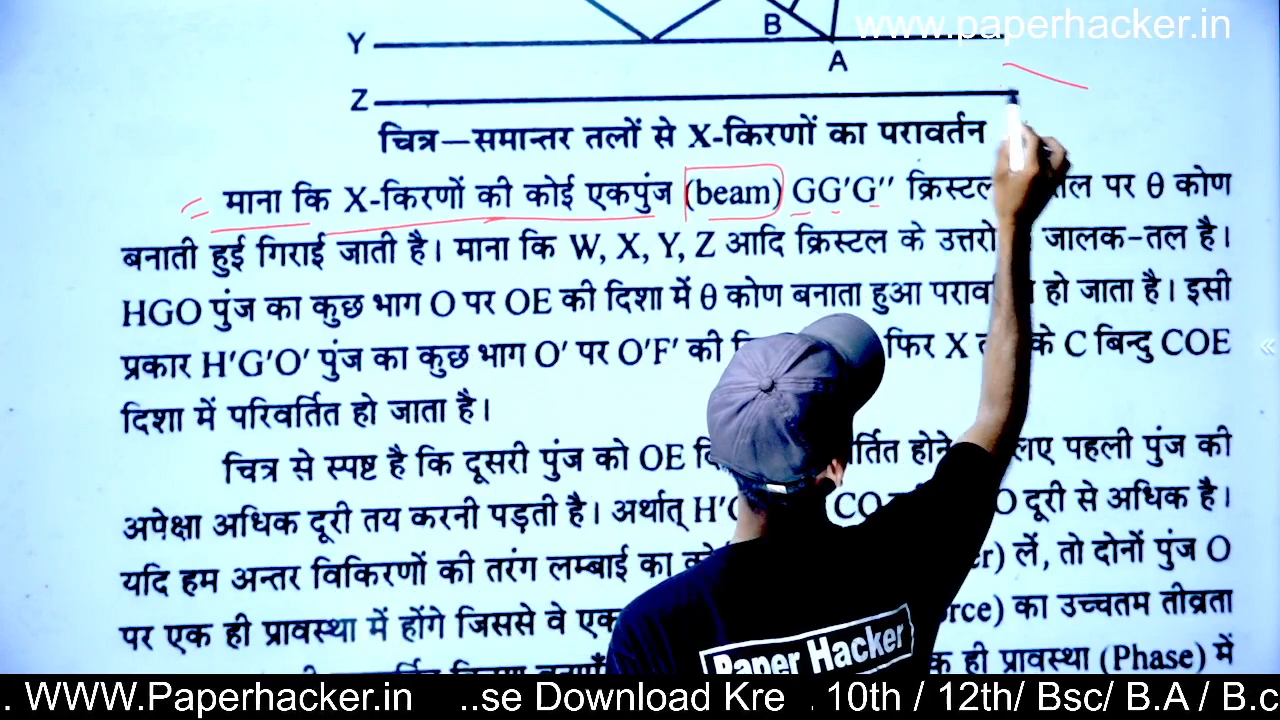 www.paperhacker.in
B
Y
A
Z
चित्र—समान्तर तलों से X-किरणों का परावर्तन
माना कि X-किरणों की कोई एकपुंज (beam) GG′G′′ क्रिस्टल तल पर θ कोण
बनाती हुई गिराई जाती है। माना कि W, X, Y, Z आदि क्रिस्टल के उत्तरो जालक-तल है।
HGO पुंज का कुछ भाग O पर OE की दिशा में θ कोण बनाता हुआ पराव हो जाता है। इसी
प्रकार H′G′O′ पुंज का कुछ भाग O′ पर O′F′ की फिर X के C बिन्दु COE
दिशा में परिवर्तित हो जाता है।
चित्र से स्पष्ट है कि दूसरी पुंज को OE र्तित होने लिए पहली पुंज की
अपेक्षा अधिक दूरी तय करनी पड़ती है। अर्थात् CO दूरी से अधिक है।
यदि हम अन्तर विकिरणों की तरंग लम्बाई का er) लें, तो दोनों पुंज O
पर एक ही प्रावस्था में होंगे जिससे वे एक orce) का उच्चतम तीव्रता
एक ही प्रावस्था (Phase) में
Paper Hacker
. WWW.Paperhacker.in ..se Download Kre . 10th / 12th/ Bsc/ B.A / B.c